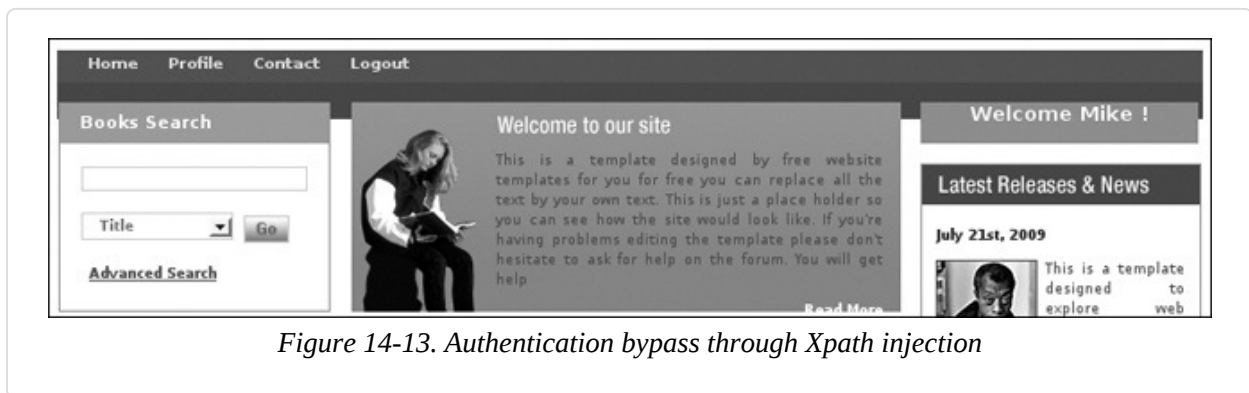 Home Profile Contact Logout
Books Search
Title
Go
Advanced Search
Welcome to our site
This is a template designed by free website
templates for you for free you can replace all the
text by your own text. This is just a place holder so
you can see how the site would look like. If you're
having problems editing the template please don't
hesitate to ask for help on the forum. You will get
help
Read More
Welcome Mike !
Latest Releases & News
July 21st, 2009
This is a template
designed to
explore web
Figure 14-13. Authentication bypass through Xpath injection